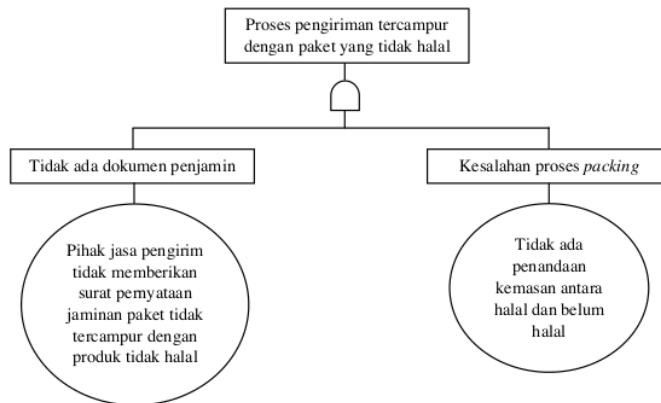 Proses pengiriman tercampur
dengan paket yang tidak halal
Tidak ada dokumen penjamin
Kesalahan proses packing
Pihak jasa pengirim
tidak memberikan
surat pernyataan
jaminan paket tidak
tercampur dengan
produk tidak halal
Tidak ada
penandaan
kemasan antara
halal dan belum
halal